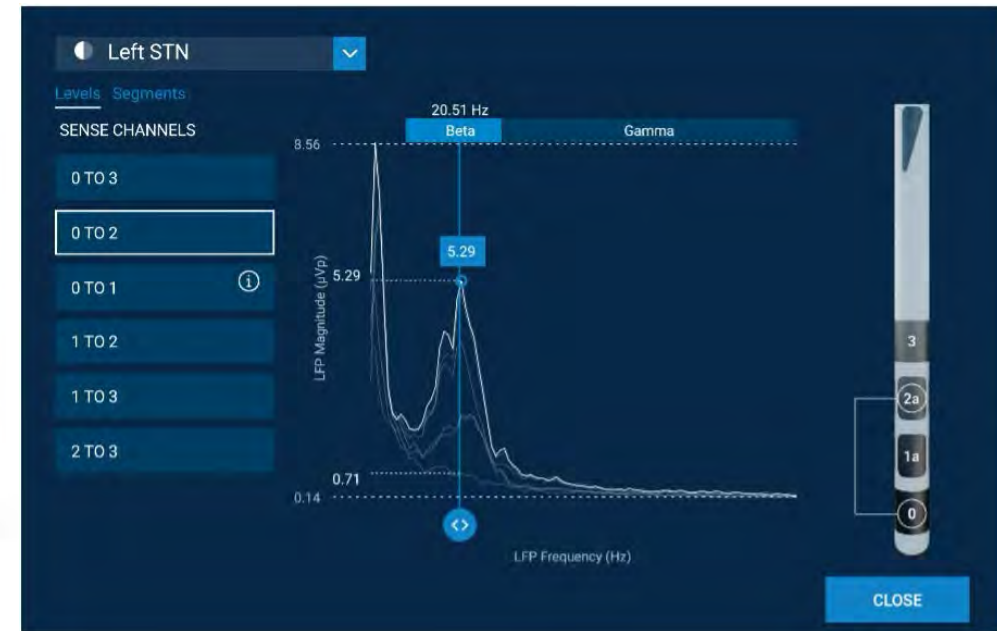 Left STN
Levels Segments
SENSE CHANNELS
0 TO 3
0 TO 2
0 TO 1
1 TO 2
1 TO 3
2 TO 3
20.51 Hz
Beta Gamma
8.56
5.29
5.29
0.71
0.14
LFP Magnitude (µVp)
LFP Frequency (Hz)
3
2a
1a
0
CLOSE